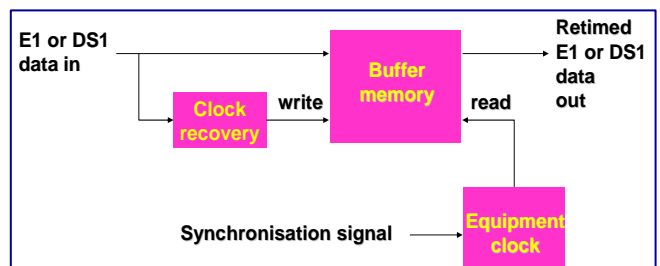 E1 or DS1
data in
Clock
recovery
write
Buffer
memory
read
Retimed
E1 or DS1
data
out
Synchronisation signal
Equipment
clock